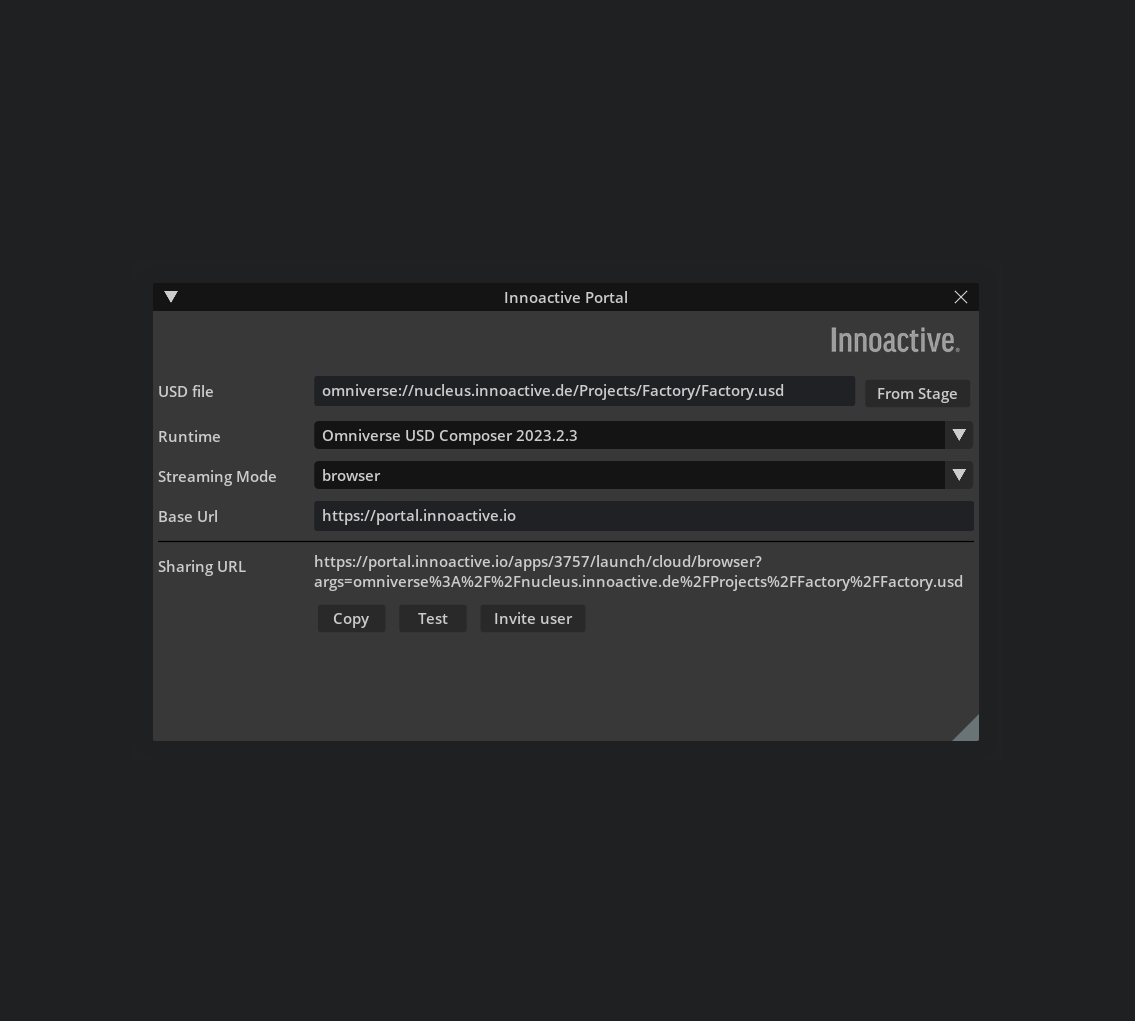 Innoactive Portal
Innoactive.
USD file
omniverse://nucleus.innoactive.de/Projects/Factory/Factory.usd
From Stage
Runtime
Omniverse USD Composer 2023.2.3
Streaming Mode
browser
Base Url
https://portal.innoactive.io
Sharing URL
https://portal.innoactive.io/apps/3757/launch/cloud/browser?
args=omniverse%3A%2F%2Fnucleus.innoactive.de%2FProjects%2FFactory%2FFactory.usd
Copy
Test
Invite user